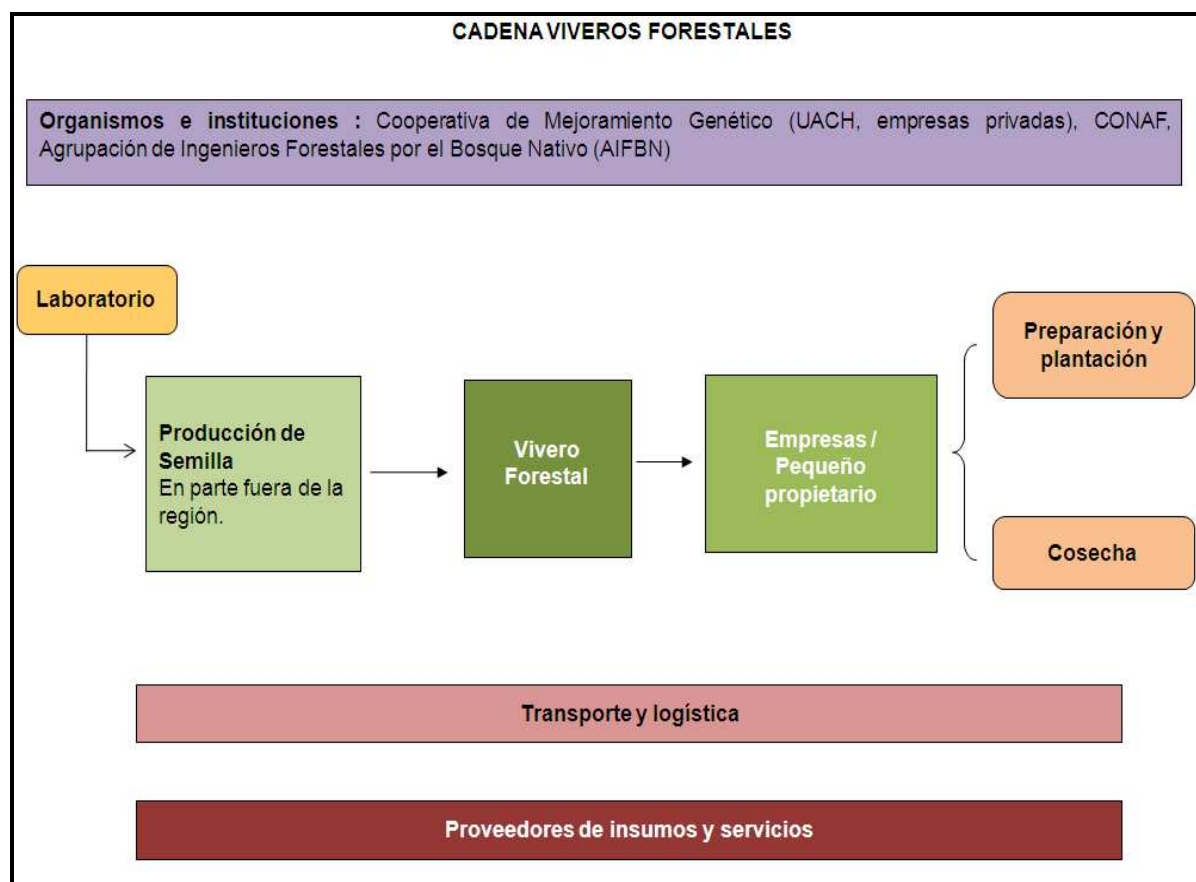 CADENA VIVEROS FORESTALES
Organismos e instituciones : Cooperativa de Mejoramiento Genético (UACH, empresas privadas), CONAF,
Agrupación de Ingenieros Forestales por el Bosque Nativo (AIFBN)
Laboratorio
Producción de
Semilla
En parte fuera de la
región.
Vivero
Forestal
Empresas /
Pequeño
propietario
Preparación y
plantación
Cosecha
Transporte y logística
Proveedores de insumos y servicios